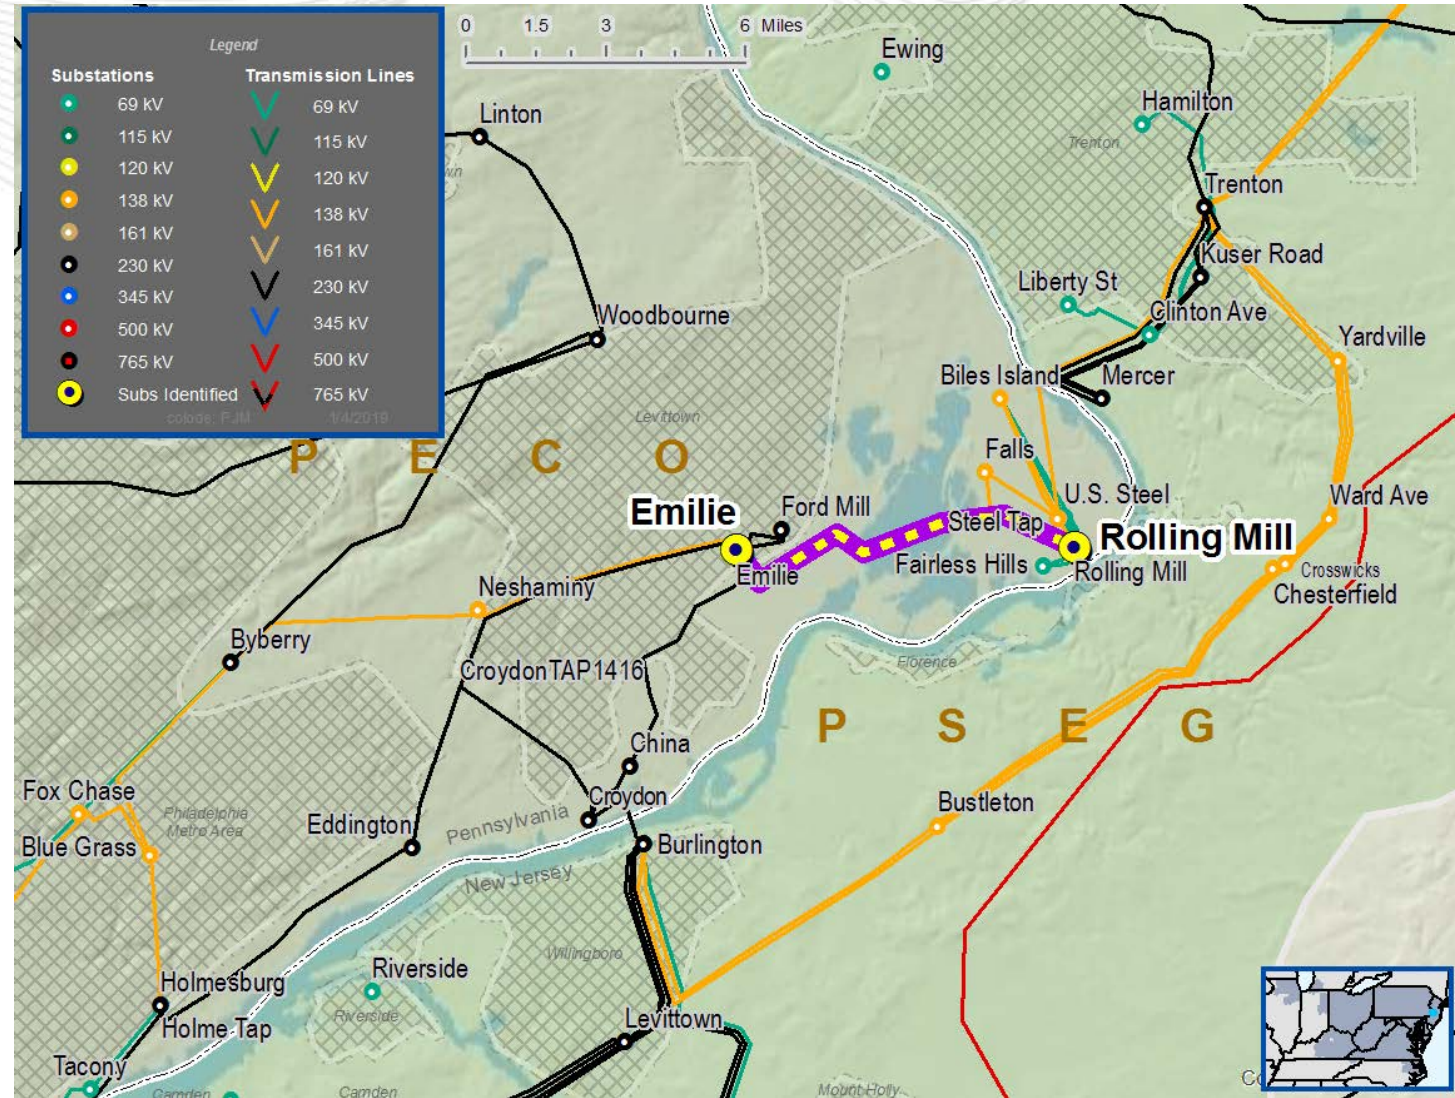 Legend
Substations
Transmission Lines
69 kV
69 kV
115 kV
115 kV
120 kV
120 kV
138 kV
138 kV
161 kV
161 kV
230 kV
230 kV
345 kV
345 kV
500 kV
500 kV
765 kV
765 kV
Subs Identified
0 1.5 3 6 Miles
Ewing
Linton
Hamilton
Trenton
Trenton
Kuser Road
Liberty St
Clinton Ave
Woodbourne
Yardville
Biles Island
Mercer
Levittown
P E C O
Falls
U.S. Steel
Ward Ave
Emilie
Ford Mill
Steel Tap
Rolling Mill
Emilie
Fairless Hills
Rolling Mill
Crosswicks
Chesterfield
Neshaminy
Byberry
CroydonTAP1416
Florence
P S E G
China
Fox Chase
Croydon
Bustleton
Philadelphia
Metro Area
Eddington
Pennsylvania
Blue Grass
Burlington
New Jersey
Willingboro
Holmesburg
Riverside
Riverside
Holme Tap
Levittown
Tacony
Camden
Camden
Mount Holly